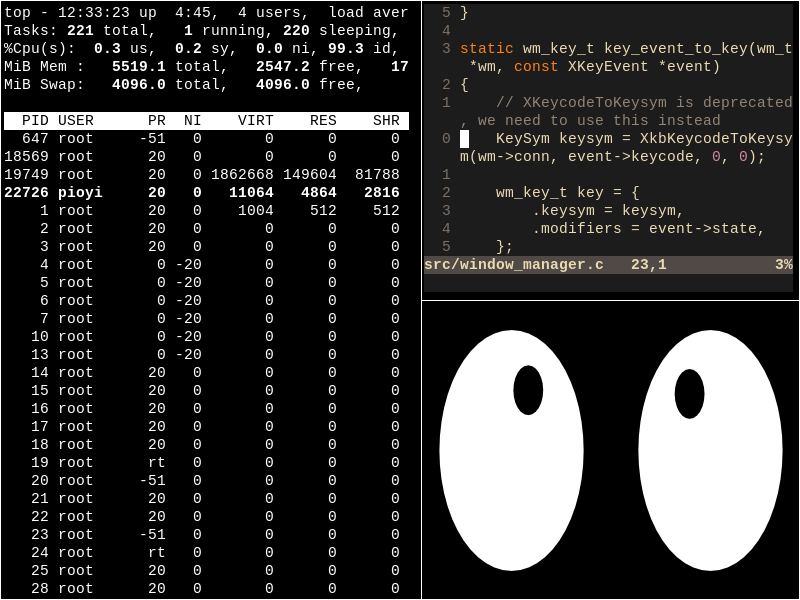 top - 12:33:23 up  4:45,  4 users,  load aver
Tasks: 221 total,   1 running, 220 sleeping,
%Cpu(s):  0.3 us,  0.2 sy,  0.0 ni, 99.3 id,
MiB Mem :   5519.1 total,   2547.2 free,   17
MiB Swap:   4096.0 total,   4096.0 free,
  PID USER      PR  NI    VIRT    RES    SHR
  647 root     -51   0       0      0      0
18569 root      20   0       0      0      0
19749 root      20   0 1862668 149604  81788
22726 pioyi     20   0   11064   4864   2816
    1 root      20   0    1004    512    512
    2 root      20   0       0      0      0
    3 root      20   0       0      0      0
    4 root       0 -20       0      0      0
    5 root       0 -20       0      0      0
    6 root       0 -20       0      0      0
    7 root       0 -20       0      0      0
   10 root       0 -20       0      0      0
   13 root       0 -20       0      0      0
   14 root      20   0       0      0      0
   15 root      20   0       0      0      0
   16 root      20   0       0      0      0
   17 root      20   0       0      0      0
   18 root      20   0       0      0      0
   19 root      rt   0       0      0      0
   20 root     -51   0       0      0      0
   21 root      20   0       0      0      0
   22 root      20   0       0      0      0
   23 root     -51   0       0      0      0
   24 root      rt   0       0      0      0
   25 root      20   0       0      0      0
   28 root      20   0       0      0      0
  5 }
  4
  3 static wm_key_t key_event_to_key(wm_t
     *wm, const XKeyEvent *event)
  2 {
  1     // XKeycodeToKeysym is deprecated
    , we need to use this instead
  0     KeySym keysym = XkbKeycodeToKeysy
    m(wm->conn, event->keycode, 0, 0);
  1
  2     wm_key_t key = {
  3         .keysym = keysym,
  4         .modifiers = event->state,
  5     };
src/window_manager.c   23,1            3%